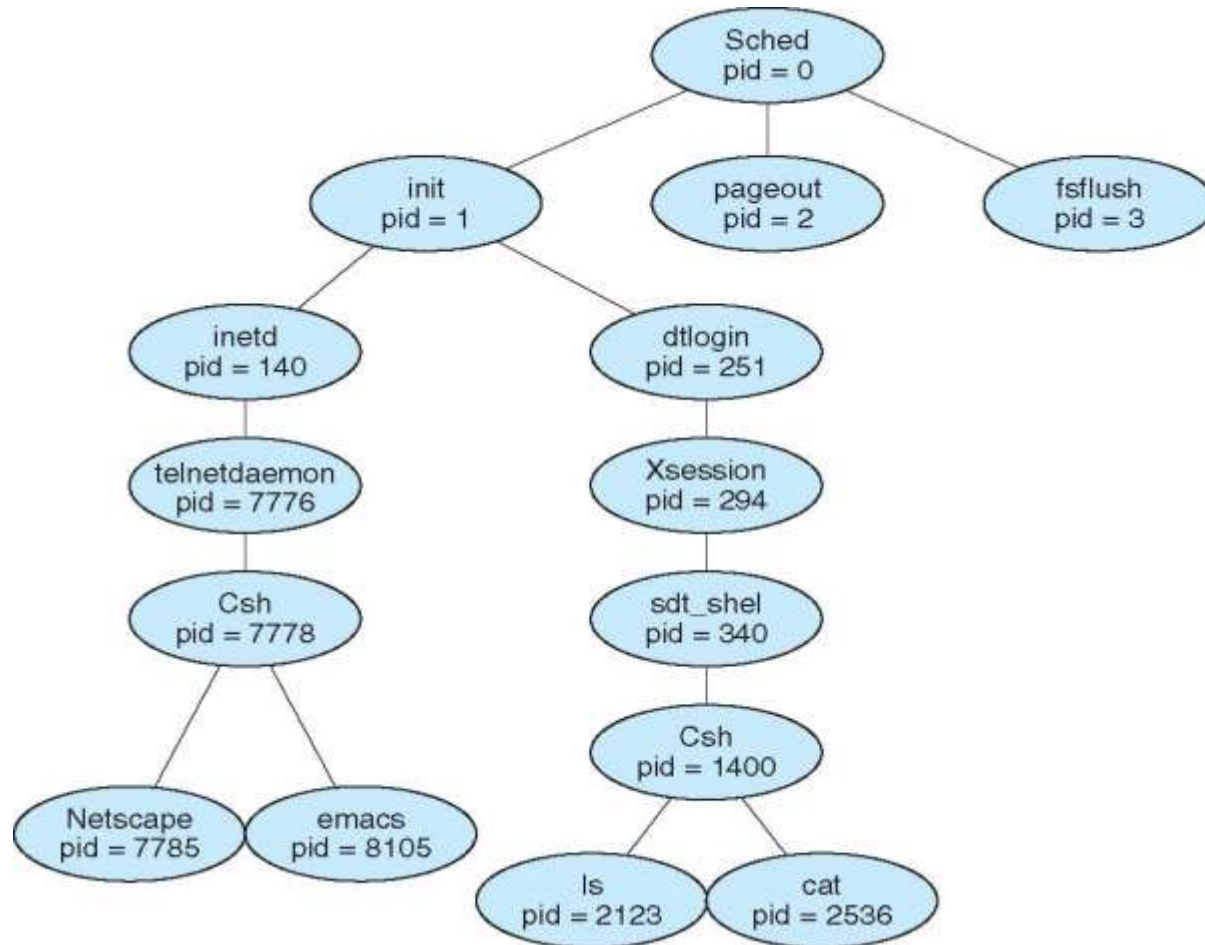 Sched
pid = 0
init
pid = 1
pageout
pid = 2
fsflush
pid = 3
inetd
pid = 140
dtlogin
pid = 251
telnetdaemon
pid = 7776
Xsession
pid = 294
Csh
pid = 7778
sdt_shel
pid = 340
Csh
pid = 1400
Netscape
pid = 7785
emacs
pid = 8105
ls
pid = 2123
cat
pid = 2536